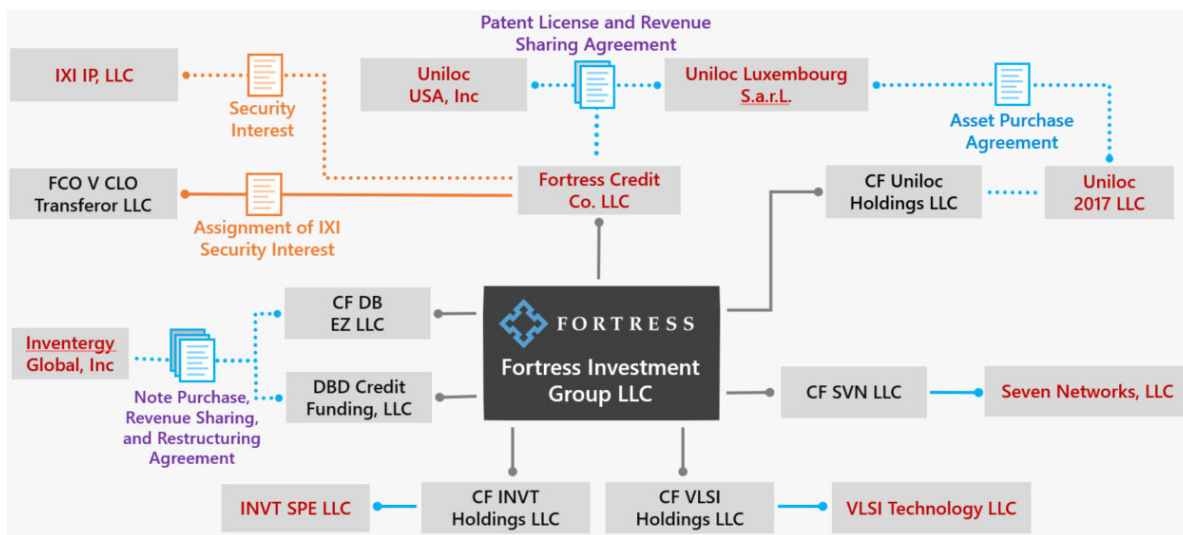 Patent License and Revenue
Sharing Agreement
IXI IP, LLC
Uniloc
USA, Inc
Uniloc Luxembourg
S.a.r.L.
Security
Interest
Asset Purchase
Agreement
FCO V CLO
Transferor LLC
Fortress Credit
Co. LLC
CF Uniloc
Holdings LLC
Uniloc
2017 LLC
Assignment of IXI
Security Interest
CF DB
EZ LLC
FORTRESS
Fortress Investment
Group LLC
Inventergy
Global, Inc
DBD Credit
Funding, LLC
CF SVN LLC
Seven Networks, LLC
Note Purchase,
Revenue Sharing,
and Restructuring
Agreement
INVT SPE LLC
CF INVT
Holdings LLC
CF VLSI
Holdings LLC
VLSI Technology LLC